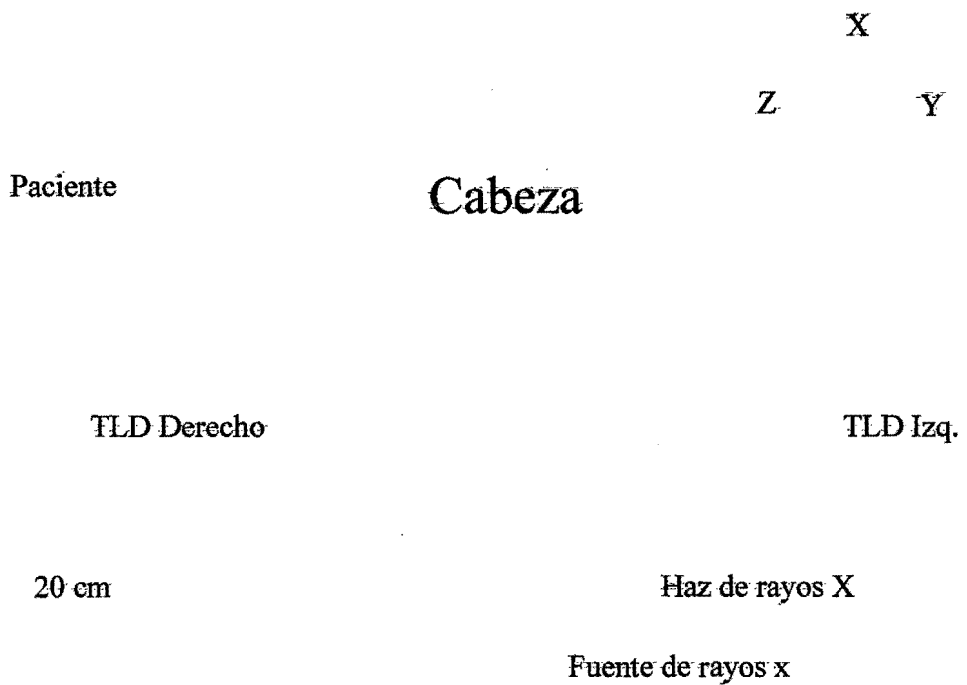 X
Z Y
Paciente
Cabeza
TLD Derecho TLD Izq.
20 cm Haz de rayos X
Fuente de rayos x